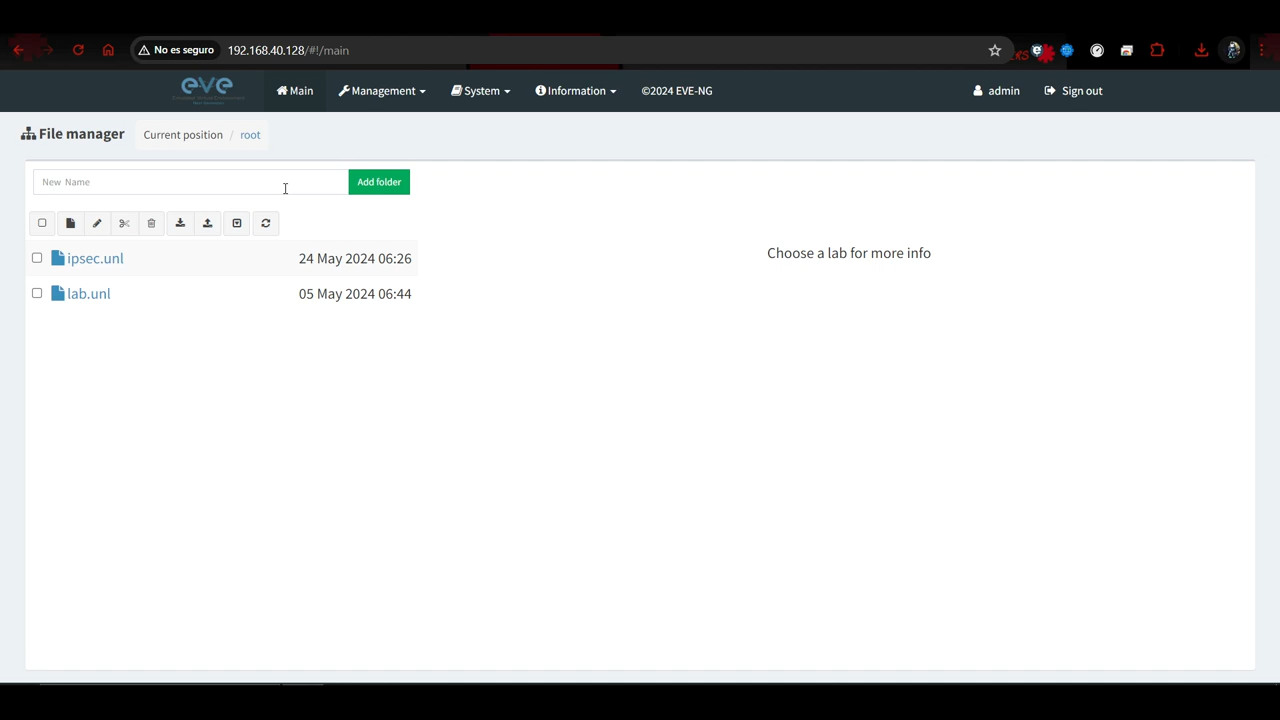 No es seguro 192.168.40.128/#!/main
eve Main Management System Information ©2024 EVE-NG admin Sign out
File manager Current position / root
New Name Add folder
ipsec.unl 24 May 2024 06:26
Choose a lab for more info
lab.unl 05 May 2024 06:44